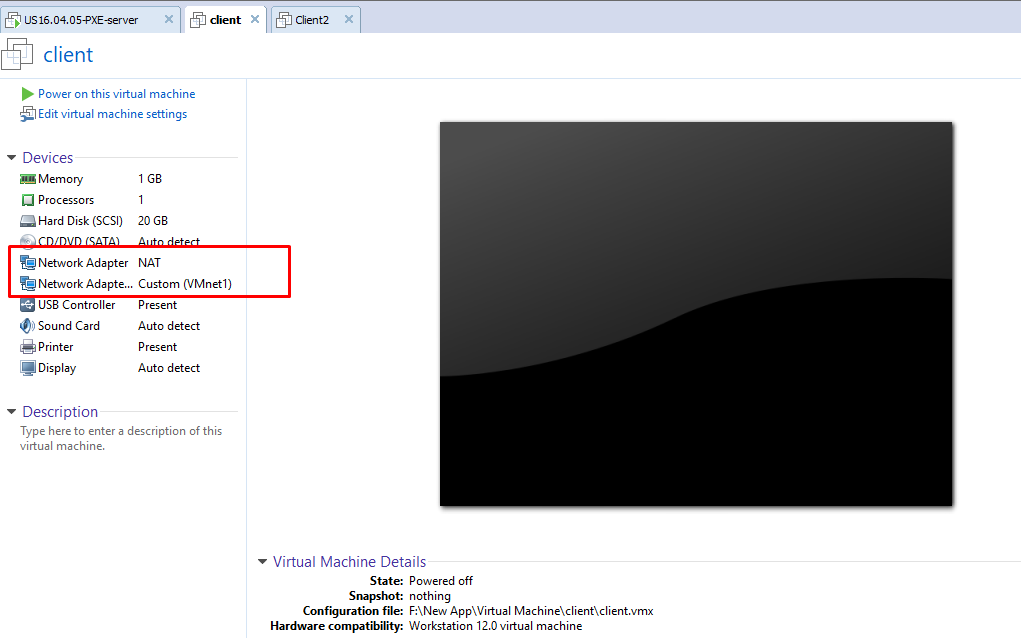 US16.04.05-PXE-server client Client2
client
Power on this virtual machine
Edit virtual machine settings
Devices
Memory 1 GB
Processors 1
Hard Disk (SCSI) 20 GB
CD/DVD (SATA) Auto detect
Network Adapter NAT
Network Adapte... Custom (VMnet1)
USB Controller Present
Sound Card Auto detect
Printer Present
Display Auto detect
Description
Type here to enter a description of this
virtual machine.
Virtual Machine Details
State: Powered off
Snapshot: nothing
Configuration file: F:\New App\Virtual Machine\client\client.vmx
Hardware compatibility: Workstation 12.0 virtual machine